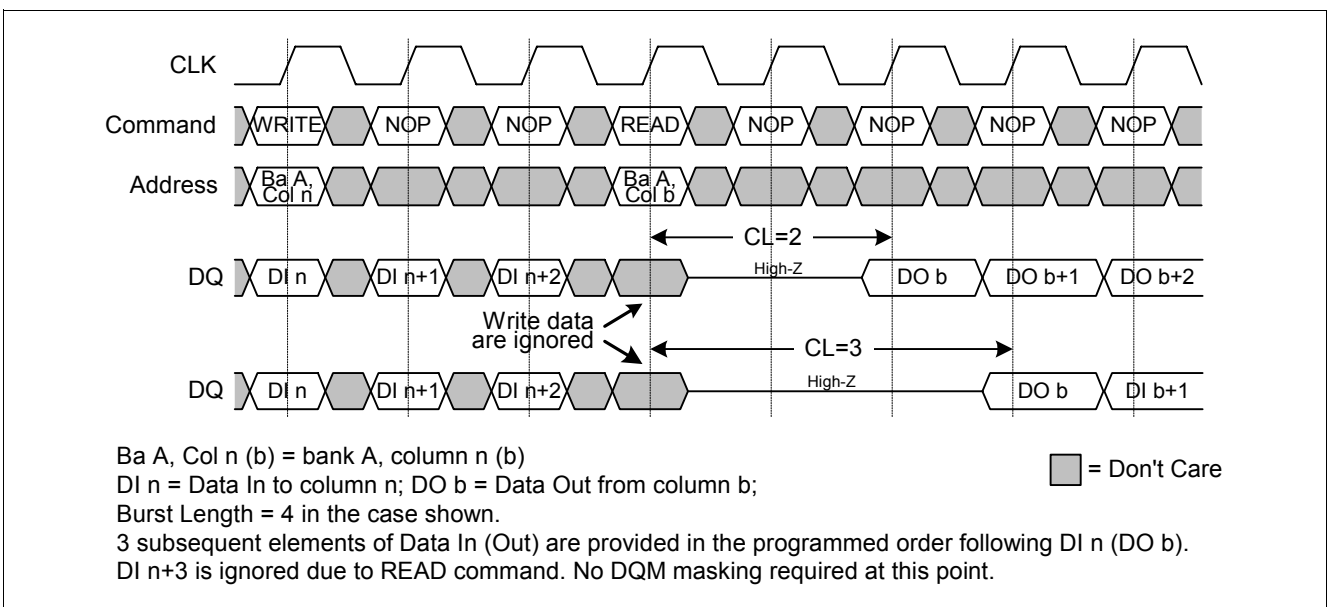 CLK
Command WRITE NOP NOP READ NOP NOP NOP NOP
Address Ba A, Col n Ba A, Col b
CL=2
DQ DI n DI n+1 DI n+2 High-Z DO b DO b+1 DO b+2
Write data
are ignored
CL=3
DQ DI n DI n+1 DI n+2 High-Z DO b DI b+1
Ba A, Col n (b) = bank A, column n (b)
= Don't Care
DI n = Data In to column n; DO b = Data Out from column b;
Burst Length = 4 in the case shown.
3 subsequent elements of Data In (Out) are provided in the programmed order following DI n (DO b).
DI n+3 is ignored due to READ command. No DQM masking required at this point.